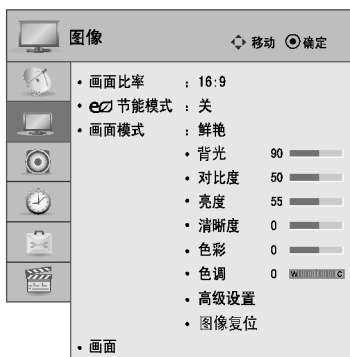 图像 移动 确定
• 画面比率 : 16:9
• eco 节能模式 : 关
• 画面模式 : 鲜艳
• 背光 90
• 对比度 50
• 亮度 55
• 清晰度 0
• 色彩 0
• 色调 0 W C
• 高级设置
• 图像复位
• 画面